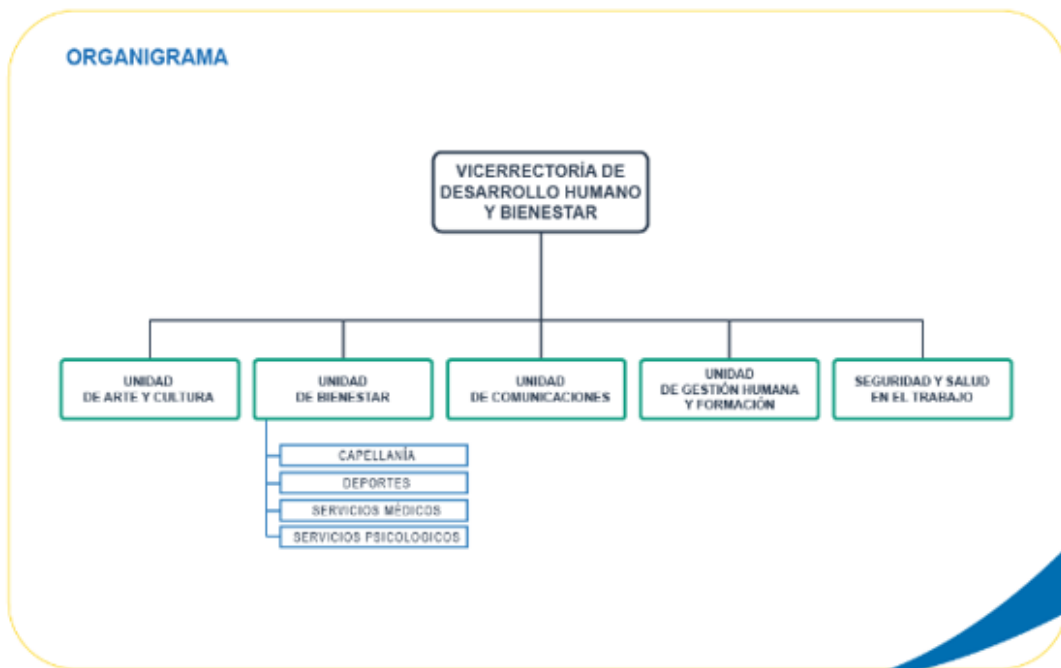 ORGANIGRAMA
VICERRECTORÍA DE
DESARROLLO HUMANO
Y BIENESTAR
UNIDAD
DE ARTE Y CULTURA
UNIDAD
DE BIENESTAR
UNIDAD
DE COMUNICACIONES
UNIDAD
DE GESTIÓN HUMANA
Y FORMACIÓN
SEGURIDAD Y SALUD
EN EL TRABAJO
CAPELLANÍA
DEPORTES
SERVICIOS MÉDICOS
SERVICIOS PSICOLOGICOS